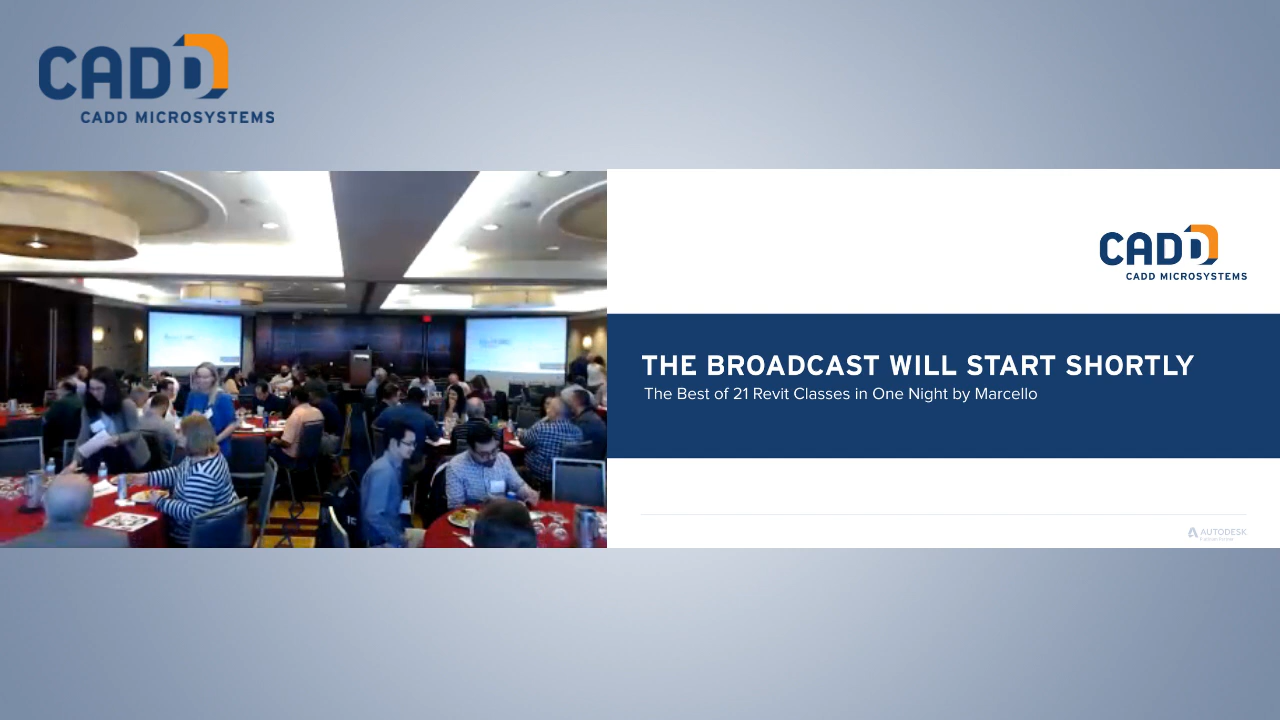 CADD
CADD MICROSYSTEMS
CADD
CADD MICROSYSTEMS
THE BROADCAST WILL START SHORTLY
The Best of 21 Revit Classes in One Night by Marcello
AUTODESK